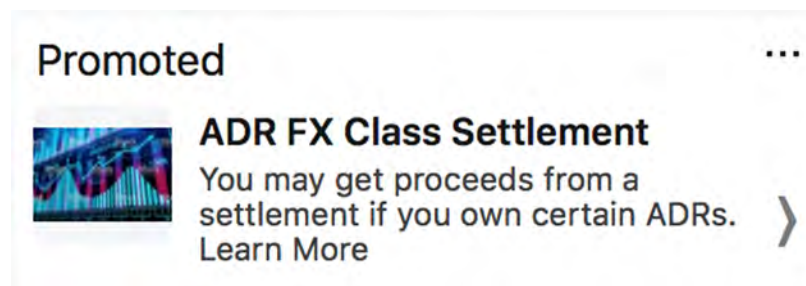 Promoted
ADR FX Class Settlement
You may get proceeds from a
settlement if you own certain ADRs.
Learn More